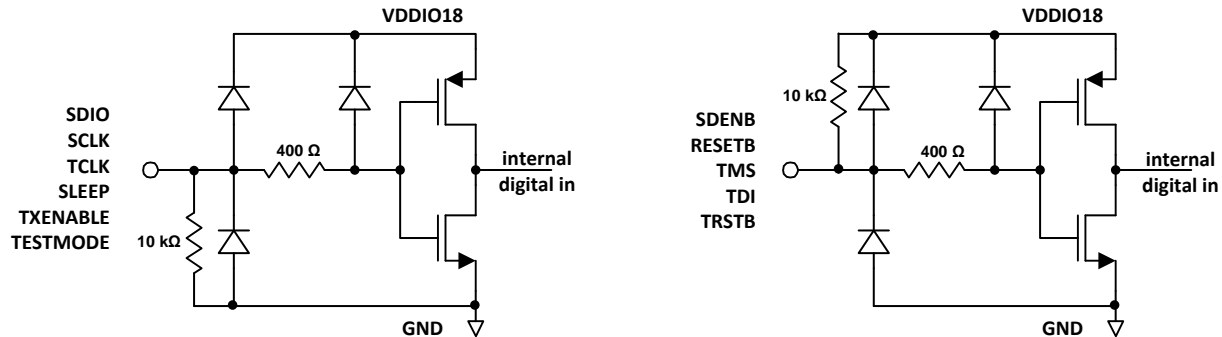 VDDIO18
SDIO
SCLK
TCLK
SLEEP
TXENABLE
TESTMODE
400 Ω
10 kΩ
internal
digital in
GND
VDDIO18
10 kΩ
SDENB
RESETB
TMS
TDI
TRSTB
400 Ω
internal
digital in
GND